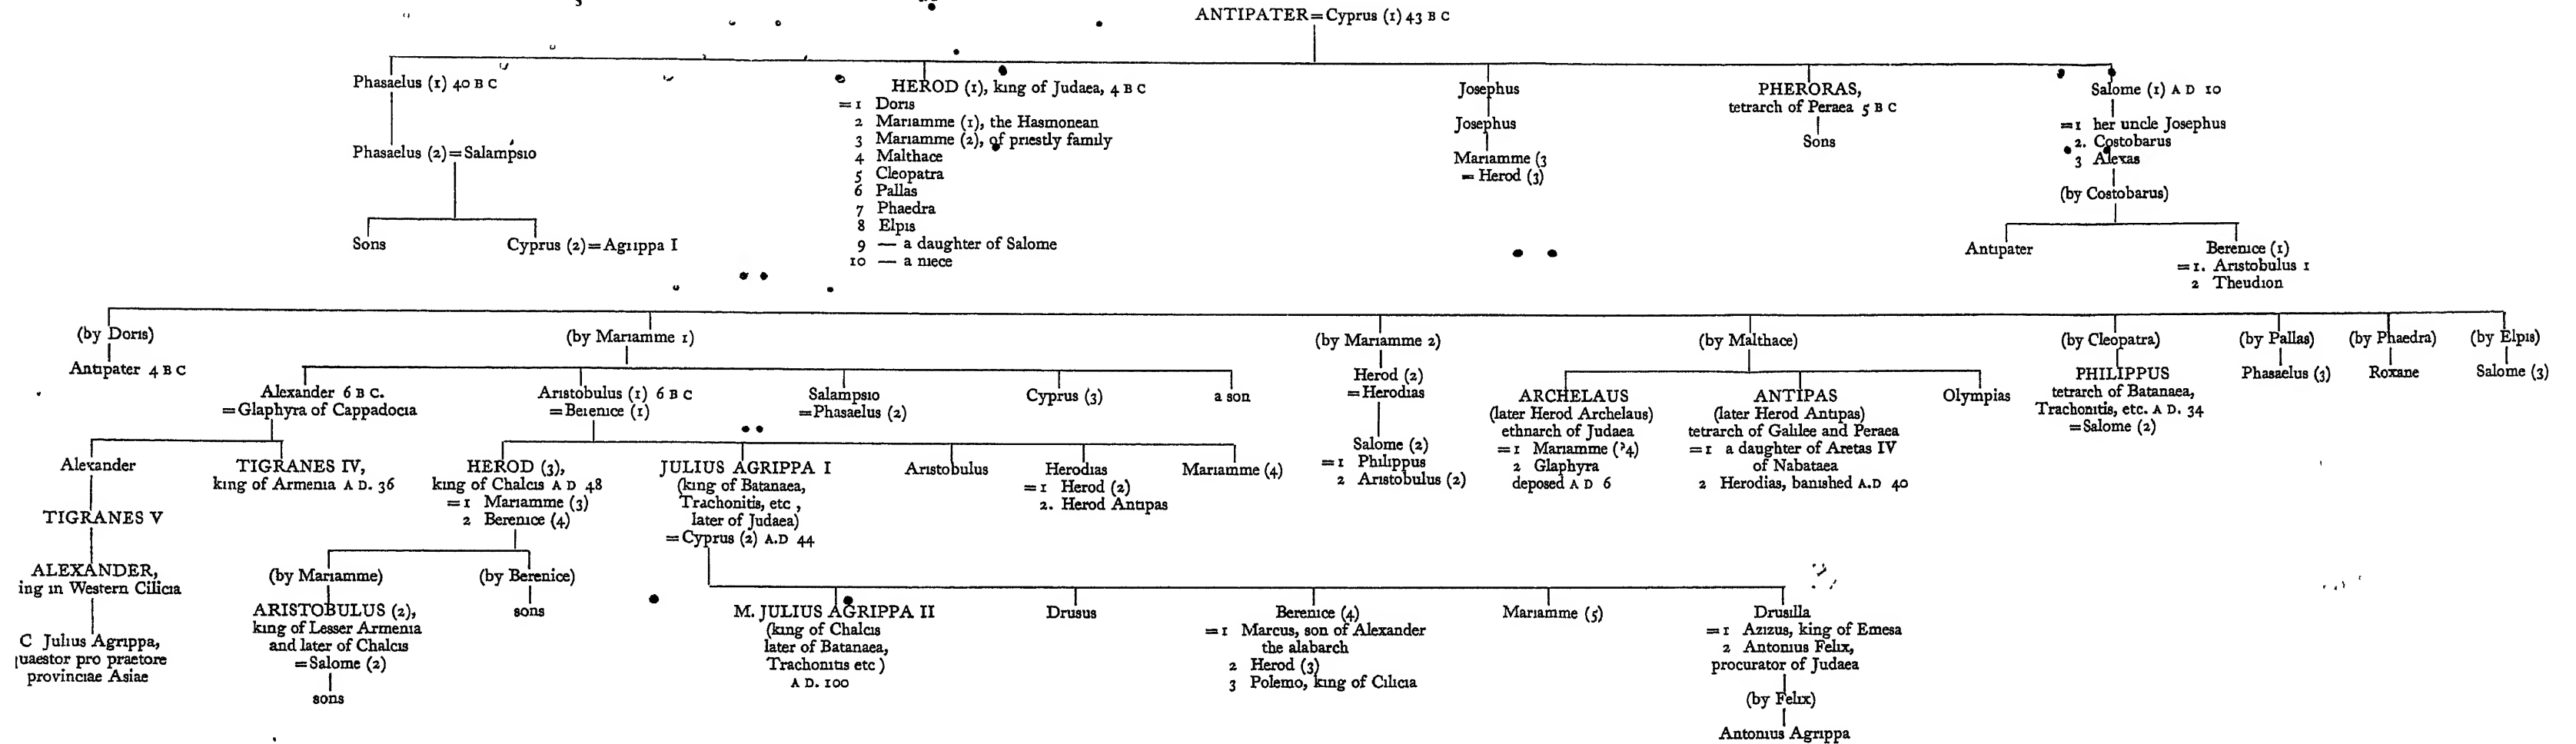 ANTIPATER=Cyprus (1) 43 B C
Phasaelus (1) 40 B C
Phasaelus (2)=Salampsio
Sons
Cyprus (2)=Agrippa I
HEROD (1), king of Judaea, 4 B C
=1 Doris
2 Mariamme (1), the Hasmonean
3 Mariamme (2), of priestly family
4 Malthace
5 Cleopatra
6 Pallas
7 Phaedra
8 Elpis
9 — a daughter of Salome
10 — a niece
Josephus
Josephus
Mariamme (3
= Herod (3)
PHERORAS,
tetrarch of Peraea 5 B C
Sons
Salome (1) A D 10
=1 her uncle Josephus
2. Costobarus
3 Alexas
(by Costobarus)
Antipater
Berenice (1)
=1. Aristobulus 1
2 Theudion
(by Doris)
Antipater 4 B C
(by Mariamme 1)
Alexander 6 B C.
=Glaphyra of Cappadocia
Aristobulus (1) 6 B C
=Berenice (1)
Salampsio
=Phasaelus (2)
Cyprus (3)
a son
(by Mariamme 2)
Herod (2)
=Herodias
Salome (2)
=1 Philippus
2 Aristobulus (2)
(by Malthace)
ARCHELAUS
(later Herod Archelaus)
ethnarch of Judaea
=1 Mariamme (?4)
2 Glaphyra
deposed A D 6
ANTIPAS
(later Herod Antipas)
tetrarch of Galilee and Peraea
=1 a daughter of Aretas IV
of Nabataea
2 Herodias, banished A.D 40
Olympias
(by Cleopatra)
PHILIPPUS
tetrarch of Batanaea,
Trachonitis, etc. A D. 34
=Salome (2)
(by Pallas)
Phasaelus (3)
(by Phaedra)
Roxane
(by Elpis)
Salome (3)
Alexander
TIGRANES V
ALEXANDER,
ing in Western Cilicia
C Julius Agrippa,
uaestor pro praetore
provinciae Asiae
TIGRANES IV,
king of Armenia A D. 36
HEROD (3),
king of Chalcis A D 48
=1 Mariamme (3)
2 Berenice (4)
(by Mariamme)
ARISTOBULUS (2),
king of Lesser Armenia
and later of Chalcis
=Salome (2)
sons
(by Berenice)
sons
JULIUS AGRIPPA I
(king of Batanaea,
Trachonitis, etc ,
later of Judaea)
=Cyprus (2) A.D 44
Aristobulus
Herodias
=1 Herod (2)
2. Herod Antipas
Mariamme (4)
M. JULIUS AGRIPPA II
(king of Chalcis
later of Batanaea,
Trachonitis etc )
A D. 100
Drusus
Berenice (4)
=1 Marcus, son of Alexander
the alabarch
2 Herod (3)
3 Polemo, king of Cilicia
Mariamme (5)
Drusilla
=1 Azizus, king of Emesa
2 Antonius Felix,
procurator of Judaea
(by Felix)
Antonius Agrippa